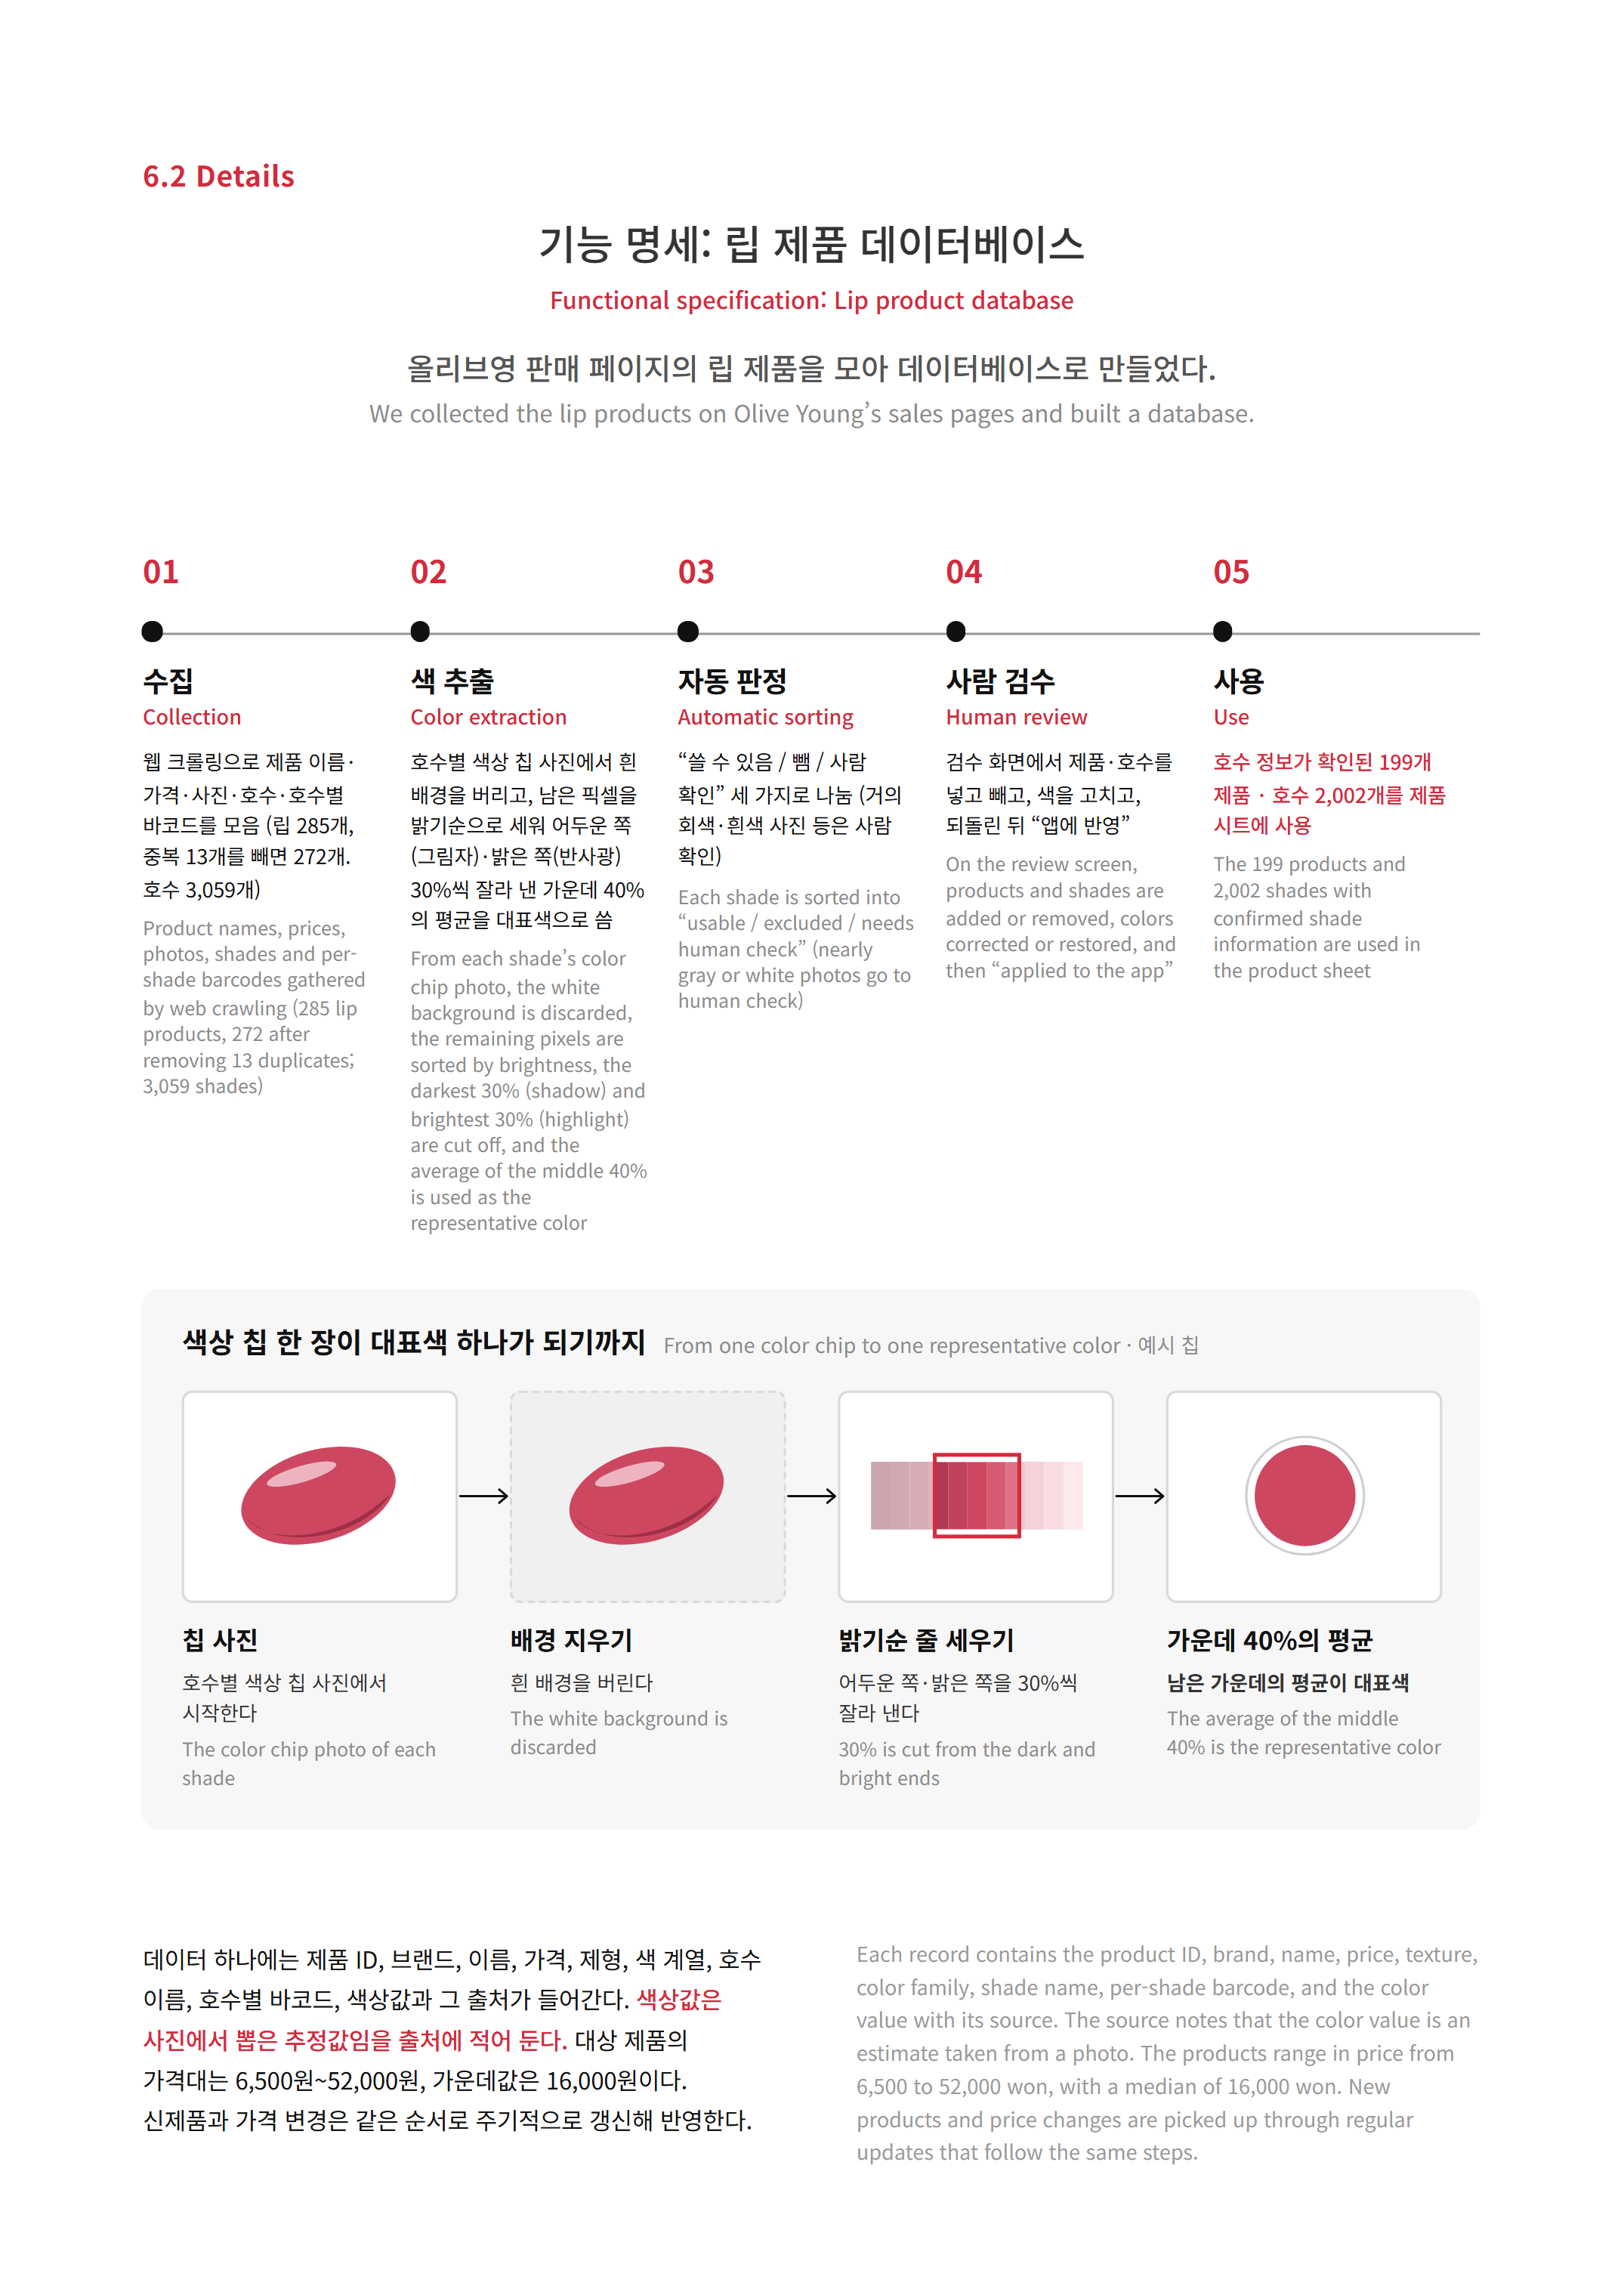 6.2 Details
기능 명세: 립 제품 데이터베이스
Functional specification: Lip product database
올리브영 판매 페이지의 립 제품을 모아 데이터베이스로 만들었다.
We collected the lip products on Olive Young’s sales pages and built a database.
01
수집
Collection
웹 크롤링으로 제품 이름·
가격·사진·호수·호수별
바코드를 모음 (립 285개,
중복 13개를 빼면 272개.
호수 3,059개)
Product names, prices,
photos, shades and per-
shade barcodes gathered
by web crawling (285 lip
products, 272 after
removing 13 duplicates;
3,059 shades)
02
색 추출
Color extraction
호수별 색상 칩 사진에서 흰
배경을 버리고, 남은 픽셀을
밝기순으로 세워 어두운 쪽
(그림자)·밝은 쪽(반사광)
30%씩 잘라 낸 가운데 40%
의 평균을 대표색으로 씀
From each shade’s color
chip photo, the white
background is discarded,
the remaining pixels are
sorted by brightness, the
darkest 30% (shadow) and
brightest 30% (highlight)
are cut off, and the
average of the middle 40%
is used as the
representative color
03
자동 판정
Automatic sorting
“쓸 수 있음 / 뺌 / 사람
확인” 세 가지로 나눔 (거의
회색·흰색 사진 등은 사람
확인)
Each shade is sorted into
“usable / excluded / needs
human check” (nearly
gray or white photos go to
human check)
04
사람 검수
Human review
검수 화면에서 제품·호수를
넣고 빼고, 색을 고치고,
되돌린 뒤 “앱에 반영”
On the review screen,
products and shades are
added or removed, colors
corrected or restored, and
then “applied to the app”
05
사용
Use
호수 정보가 확인된 199개
제품 · 호수 2,002개를 제품
시트에 사용
The 199 products and
2,002 shades with
confirmed shade
information are used in
the product sheet
색상 칩 한 장이 대표색 하나가 되기까지 From one color chip to one representative color · 예시 칩
칩 사진
호수별 색상 칩 사진에서
시작한다
The color chip photo of each
shade
배경 지우기
흰 배경을 버린다
The white background is
discarded
밝기순 줄 세우기
어두운 쪽·밝은 쪽을 30%씩
잘라 낸다
30% is cut from the dark and
bright ends
가운데 40%의 평균
남은 가운데의 평균이 대표색
The average of the middle
40% is the representative color
데이터 하나에는 제품 ID, 브랜드, 이름, 가격, 제형, 색 계열, 호수
이름, 호수별 바코드, 색상값과 그 출처가 들어간다. 색상값은
사진에서 뽑은 추정값임을 출처에 적어 둔다. 대상 제품의
가격대는 6,500원~52,000원, 가운데값은 16,000원이다.
신제품과 가격 변경은 같은 순서로 주기적으로 갱신해 반영한다.
Each record contains the product ID, brand, name, price, texture,
color family, shade name, per-shade barcode, and the color
value with its source. The source notes that the color value is an
estimate taken from a photo. The products range in price from
6,500 to 52,000 won, with a median of 16,000 won. New
products and price changes are picked up through regular
updates that follow the same steps.